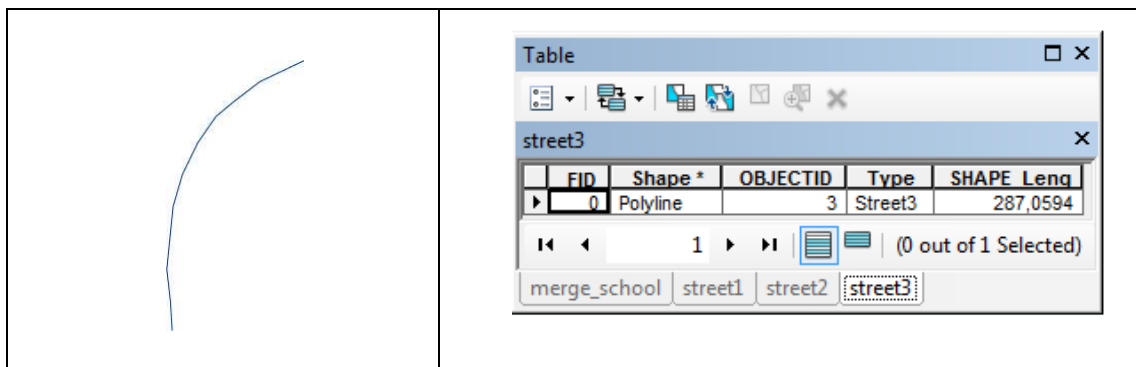 Table
street3
FID Shape * OBJECTID Type SHAPE_Leng
0 Polyline 3 Street3 287,0594
1 (0 out of 1 Selected)
merge_school street1 street2 street3